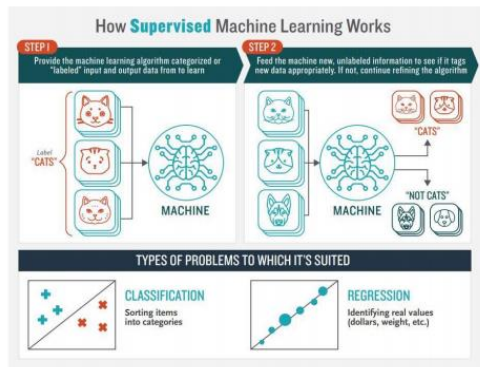 How Supervised Machine Learning Works
STEP 1
Provide the machine learning algorithm categorized or
"labeled" input and output data from to learn
Label
"CATS"
MACHINE
STEP 2
Feed the machine new, unlabeled information to see if it tags
new data appropriately. If not, continue refining the algorithm
MACHINE
"CATS"
"NOT CATS"
TYPES OF PROBLEMS TO WHICH IT'S SUITED
CLASSIFICATION
Sorting items
into categories
REGRESSION
Identifying real values
(dollars, weight, etc.)